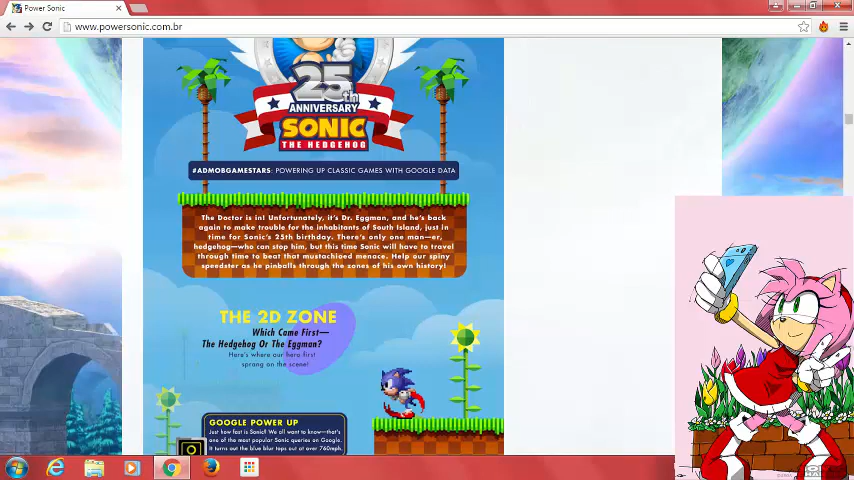 Power Sonic
www.powersonic.com.br
25th
ANNIVERSARY
SONIC
THE HEDGEHOG
#ADMOBGAMESTARS: POWERING UP CLASSIC GAMES WITH GOOGLE DATA
The Doctor is in! Unfortunately, it's Dr. Eggman, and he's back
again to make trouble for the inhabitants of South Island, just in
time for Sonic's 25th birthday. There's only one man—er,
hedgehog—who can stop him, but this time Sonic will have to travel
through time to beat that mustachioed menace. Help our spiny
speedster as he pinballs through the zones of his own history!
THE 2D ZONE
Which Came First—
The Hedgehog Or The Eggman?
Here's where our hero first
sprang on the scene!
GOOGLE POWER UP
Just how fast is Sonic? We all want to know—that's
one of the most popular Sonic queries on Google.
It turns out the blue blur tops out at over 760mph,